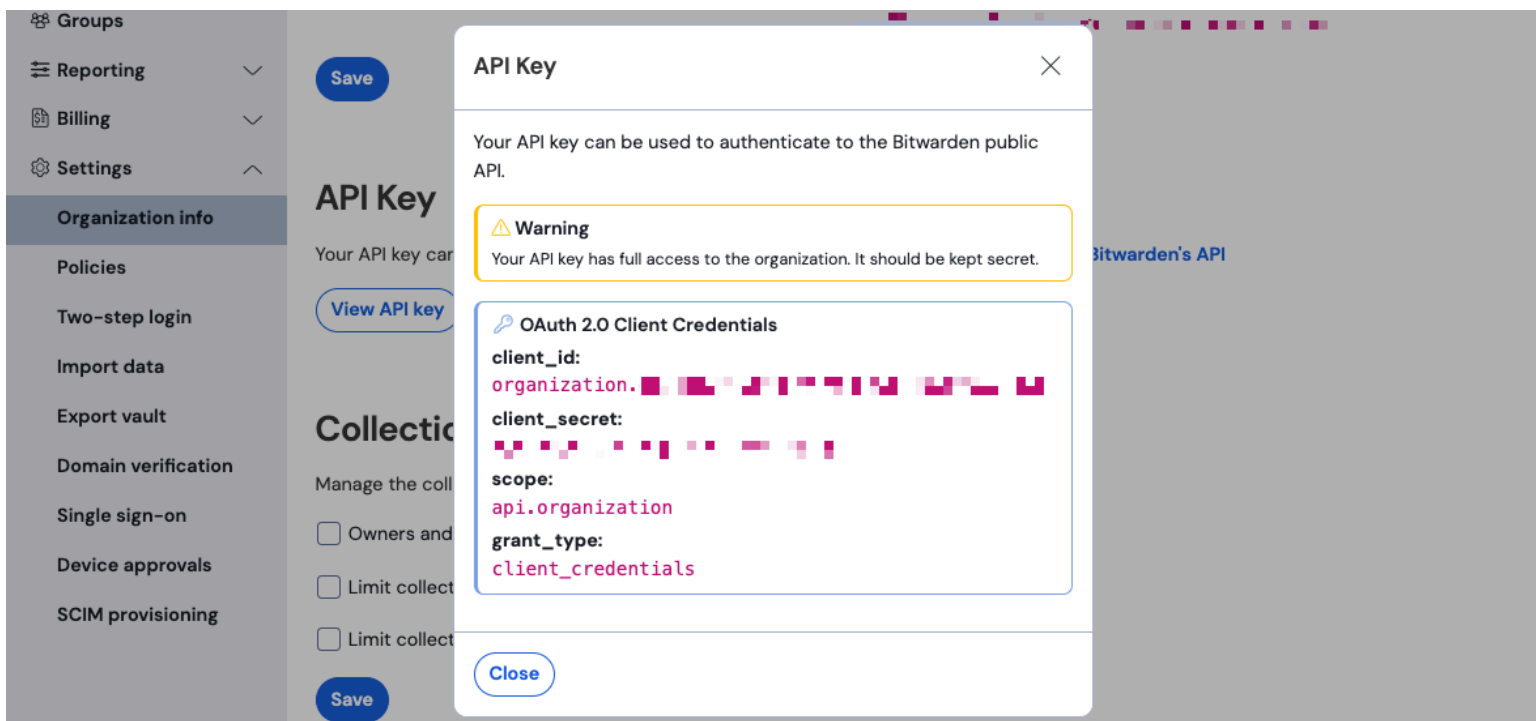 Groups
Reporting
Billing
Settings
Organization info
Policies
Two-step login
Import data
Export vault
Domain verification
Single sign-on
Device approvals
SCIM provisioning
Save
API Key
Your API key car
Bitwarden's API
View API key
Collectic
Manage the coll
Owners and
Limit collect
Limit collect
Save
API Key
Your API key can be used to authenticate to the Bitwarden public
API.
Warning
Your API key has full access to the organization. It should be kept secret.
OAuth 2.0 Client Credentials
client_id:
organization.
client_secret:
scope:
api.organization
grant_type:
client_credentials
Close